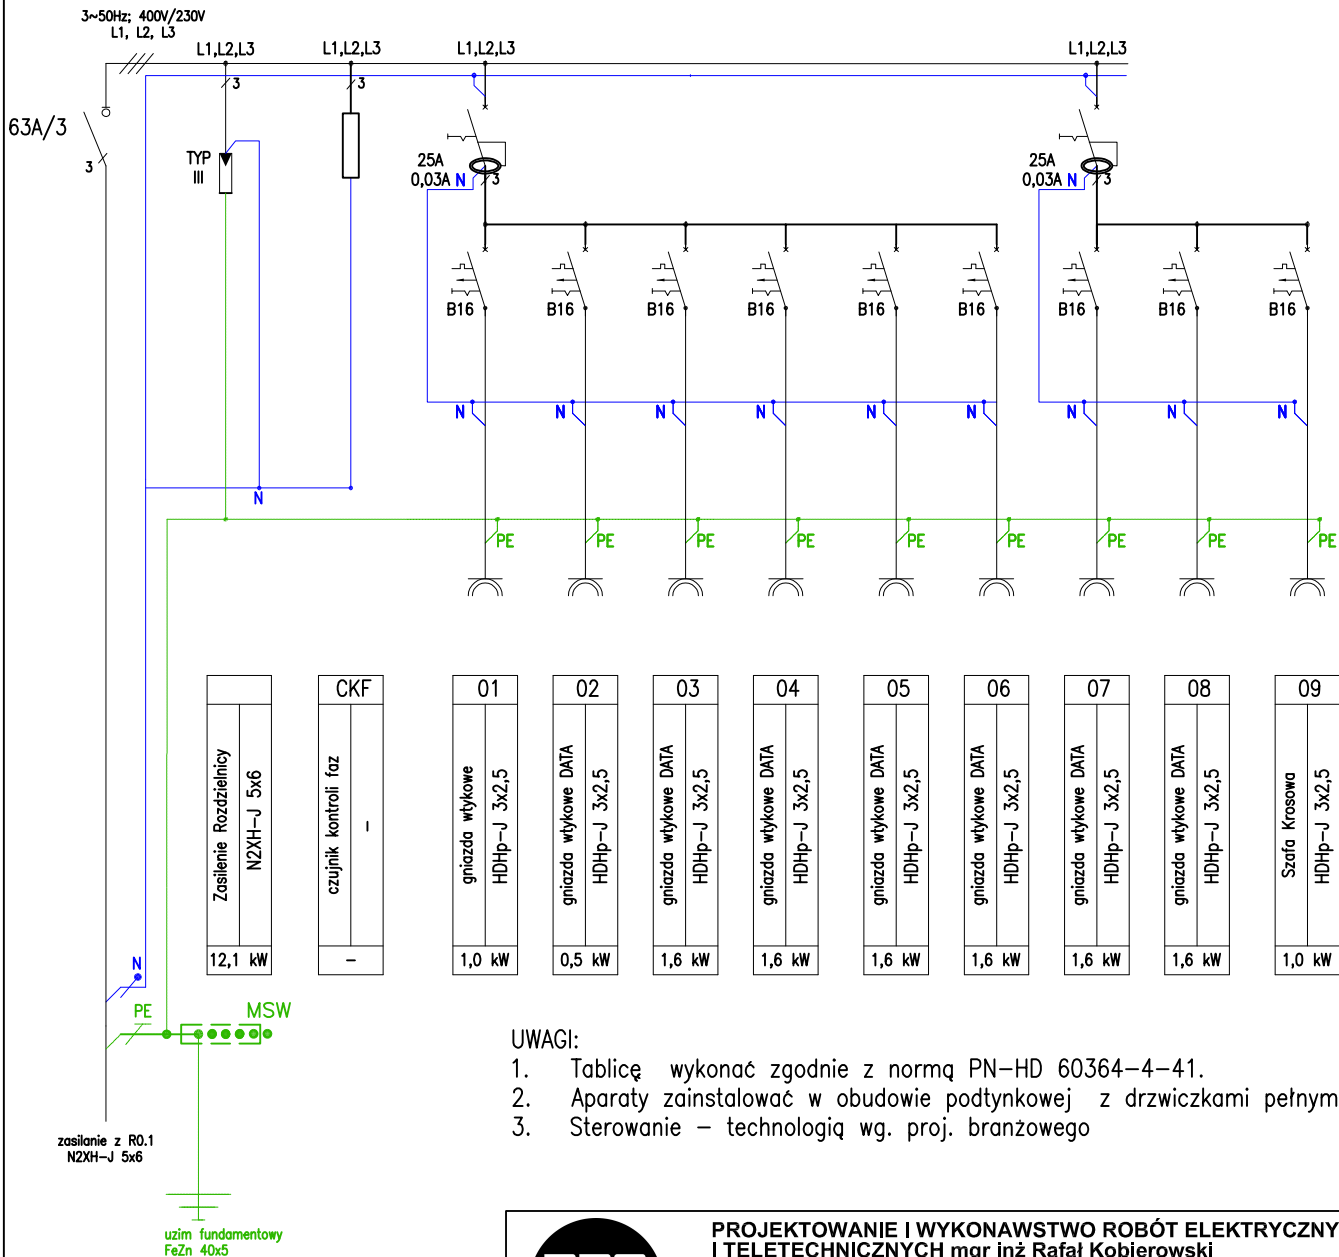 3~50Hz; 400V/230V
L1, L2, L3
L1,L2,L3
L1,L2,L3
L1,L2,L3
L1,L2,L3
3
3
63A/3
3
TYP
III
25A
0,03A N
3
25A
0,03A N
3
B16
B16
B16
B16
B16
B16
B16
B16
B16
N
N
N
N
N
N
N
N
N
N
PE
PE
PE
PE
PE
PE
PE
PE
PE
Zasilenie Rozdzielnicy
N2XH-J 5x6
12,1 kW
CKF
czujnik kontroli faz
-
-
01
gniazda wtykowe
HDHp-J 3x2,5
1,0 kW
02
gniazda wtykowe DATA
HDHp-J 3x2,5
0,5 kW
03
gniazda wtykowe DATA
HDHp-J 3x2,5
1,6 kW
04
gniazda wtykowe DATA
HDHp-J 3x2,5
1,6 kW
05
gniazda wtykowe DATA
HDHp-J 3x2,5
1,6 kW
06
gniazda wtykowe DATA
HDHp-J 3x2,5
1,6 kW
07
gniazda wtykowe DATA
HDHp-J 3x2,5
1,6 kW
08
gniazda wtykowe DATA
HDHp-J 3x2,5
1,6 kW
09
Szafa Krosowa
HDHp-J 3x2,5
1,0 kW
N
PE
MSW
zasilanie z R0.1
N2XH-J 5x6
uzim fundamentowy
FeZn 40x5
UWAGI:
1. Tablicę wykonać zgodnie z normą PN-HD 60364-4-41.
2. Aparaty zainstalować w obudowie podtynkowej z drzwiczkami pełnym
3. Sterowanie – technologią wg. proj. branżowego
PROJEKTOWANIE I WYKONAWSTWO ROBÓT ELEKTRYCZNY
I TELETECHNICZNYCH mgr inż Rafał Kobierowski